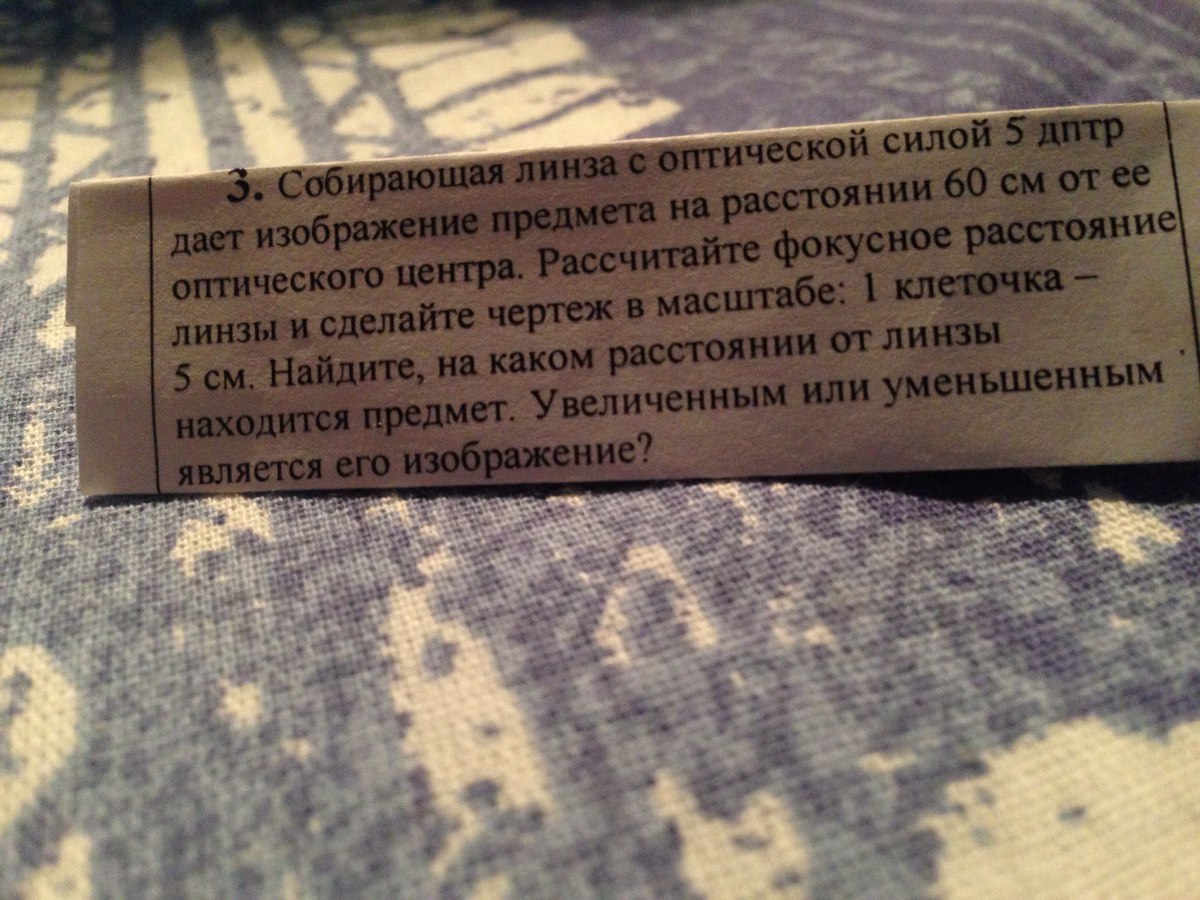 3. Собирающая линза с оптической силой 5 дптр
дает изображение предмета на расстоянии 60 см от ее
оптического центра. Рассчитайте фокусное расстояние
линзы и сделайте чертеж в масштабе: 1 клеточка –
5 см. Найдите, на каком расстоянии от линзы
находится предмет. Увеличенным или уменьшенным
является его изображение?